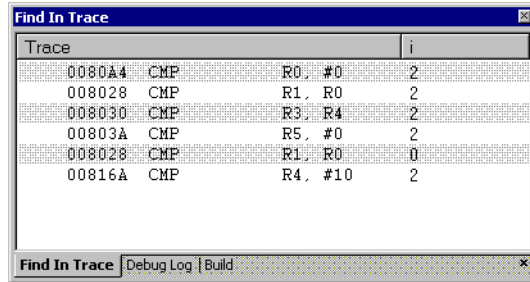 Find In Trace
Trace i
0080A4 CMP R0, #0 2
008028 CMP R1, R0 2
008030 CMP R3, R4 2
00803A CMP R5, #0 2
008028 CMP R1, R0 0
00816A CMP R4, #10 2
Find In Trace Debug Log Build